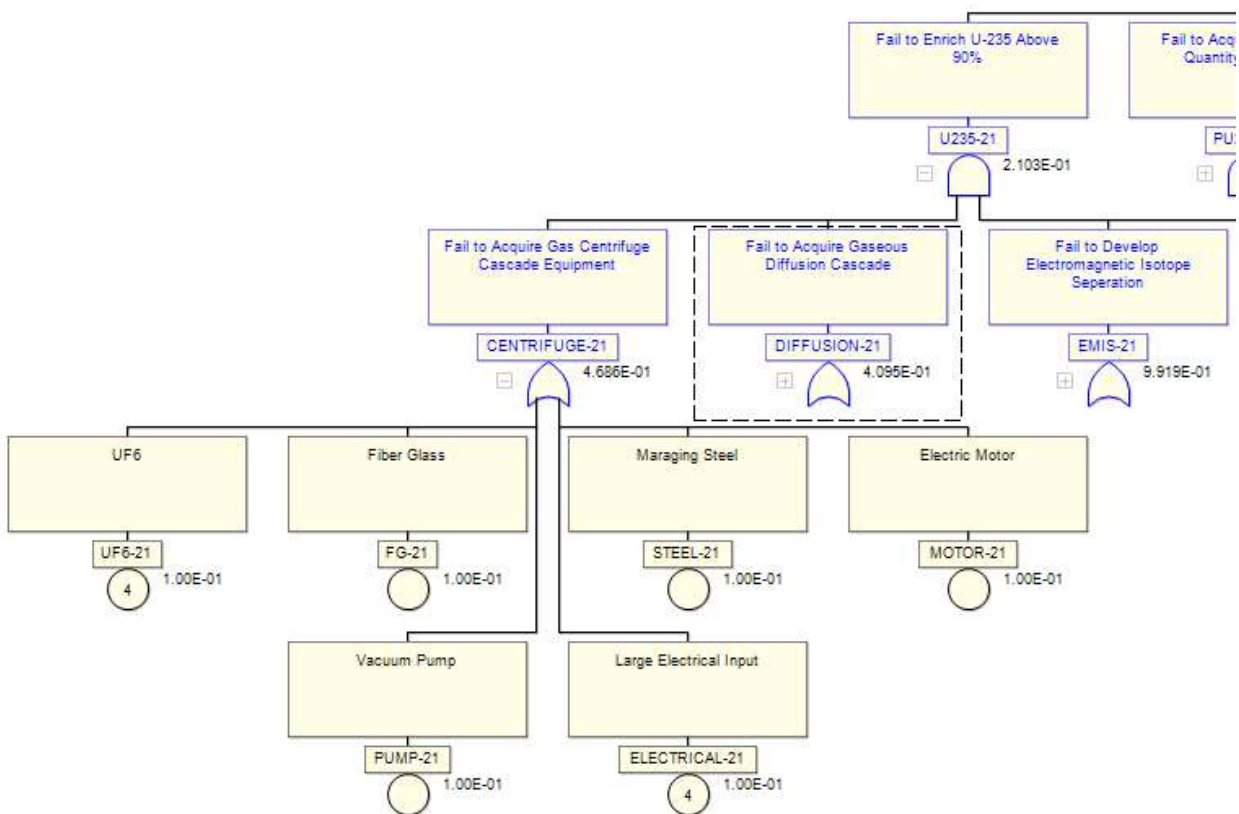 Fail to Enrich U-235 Above
90%
Fail to
Quantity
U235-21
2.103E-01
Fail to Acquire Gas Centrifuge
Cascade Equipment
Fail to Acquire Gaseous
Diffusion Cascade
Fail to Develop
Electromagnetic Isotope
Seperation
CENTRIFUGE-21
4.686E-01
DIFFUSION-21
4.095E-01
EMIS-21
9.919E-01
UF6
Fiber Glass
Maraging Steel
Electric Motor
UF6-21
1.00E-01
4
FG-21
1.00E-01
STEEL-21
1.00E-01
MOTOR-21
1.00E-01
Vacuum Pump
Large Electrical Input
PUMP-21
1.00E-01
ELECTRICAL-21
1.00E-01
4